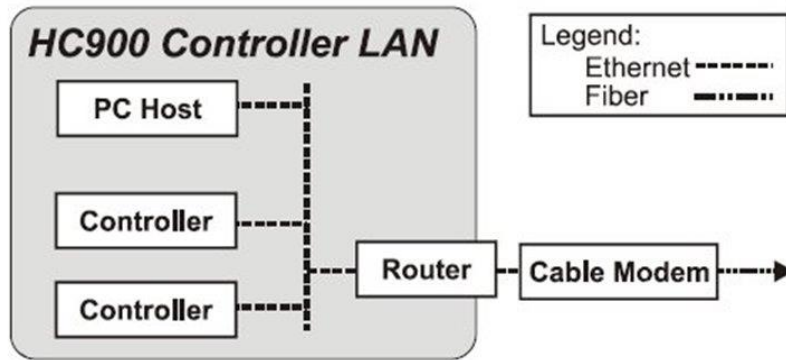 HC900 Controller LAN
PC Host
Controller
Controller
Router
Cable Modem
Legend:
Ethernet
Fiber